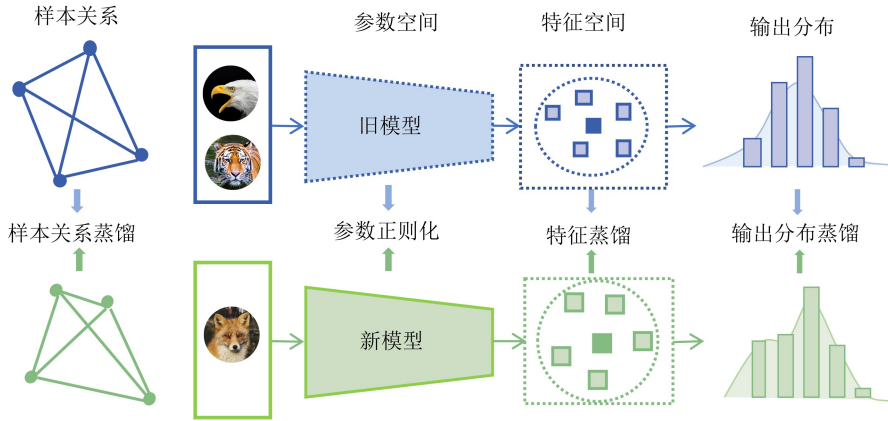 样本关系
参数空间
特征空间
输出分布
旧模型
样本关系蒸馏
参数正则化
特征蒸馏
输出分布蒸馏
新模型